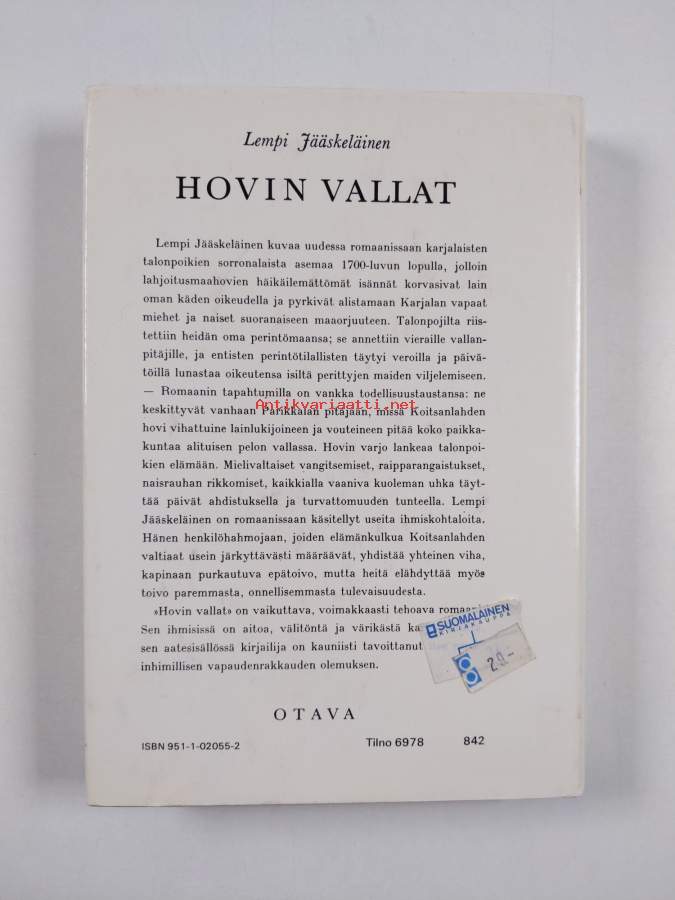 Lempi Jääskeläinen
HOVIN VALLAT
Lempi Jääskeläinen kuvaa uudessa romaanissaan karjalaisten
talonpoikien sorronalaista asemaa 1700-luvun lopulla, jolloin
lahjoitusmaahovien häikäilemättömät isännät korvasivat lain
oman käden oikeudella ja pyrkivät alistamaan Karjalan vapaat
miehet ja naiset suoranaiseen maaorjuuteen. Talonpojilta riis-
tettiin heidän oma perintömaansa; se annettiin vieraille vallan-
pitäjille, ja entisten perintötilallisten täytyi veroilla ja päivä-
töillä lunastaa oikeutensa isiltä perittyjen maiden viljelemiseen.
— Romaanin tapahtumilla on vankka todellisuustaustansa: ne
keskittyvät vanhaan Parikkalan pitäjään, missä Koitsanlahden
Antikvariaatti.net
hovi vihattuine lainlukijoineen ja vouteineen pitää koko paikka-
kuntaa alituisen pelon vallassa. Hovin varjo lankeaa talonpoi-
kien elämään. Mielivaltaiset vangitsemiset, raipparangaistukset,
naisrauhan rikkomiset, kaikkialla vaaniva kuoleman uhka täyt-
tää päivät ahdistuksella ja turvattomuuden tunteella. Lempi
Jääskeläinen on romaanissaan käsitellyt useita ihmiskohtaloita.
Hänen henkilöhahmojaan, joiden elämänkulkua Koitsanlahden
valtiaat usein järkyttävästi määräävät, yhdistää yhteinen viha,
kapinaan purkautuva epätoivo, mutta heitä elähdyttää myös
toivo paremmasta, onnellisemmasta tulevaisuudesta.
»Hovin vallat» on vaikuttava, voimakkaasti tehoava
Sen ihmisissä on aitoa, välitöntä ja värikästä
sen aatesisällössä kirjailija on kauniisti tavoittanut
inhimillisen vapaudenrakkauden olemuksen.
SUOMALAINEN
KIRJAKAUPPA
20.-
OTAVA
ISBN 951-1-02055-2 Tilno 6978 842